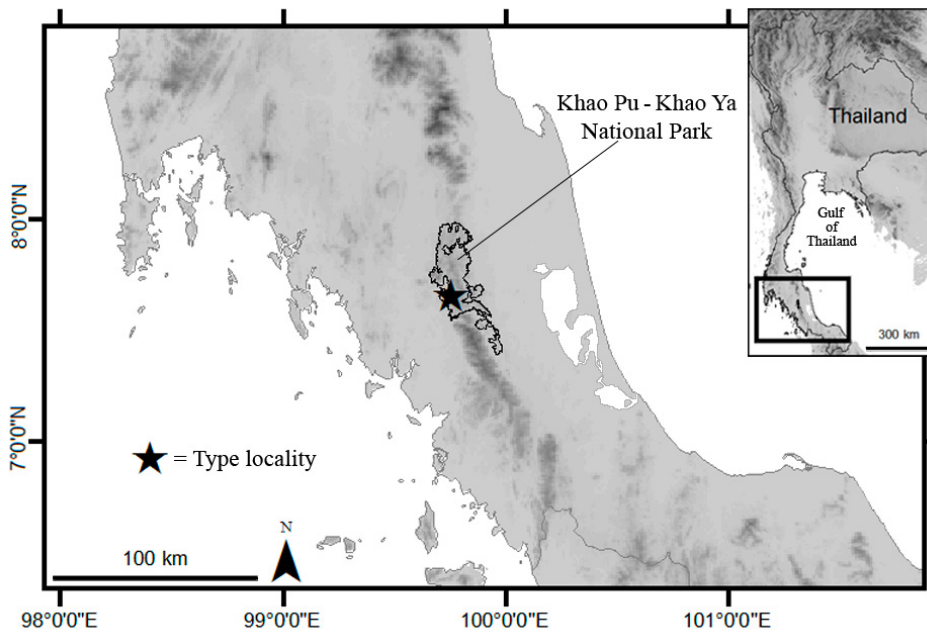 Khao Pu - Khao Ya
National Park
Thailand
Gulf
of
Thailand
300 km
8°0'0"N
7°0'0"N
= Type locality
N
100 km
98°0'0"E
99°0'0"E
100°0'0"E
101°0'0"E